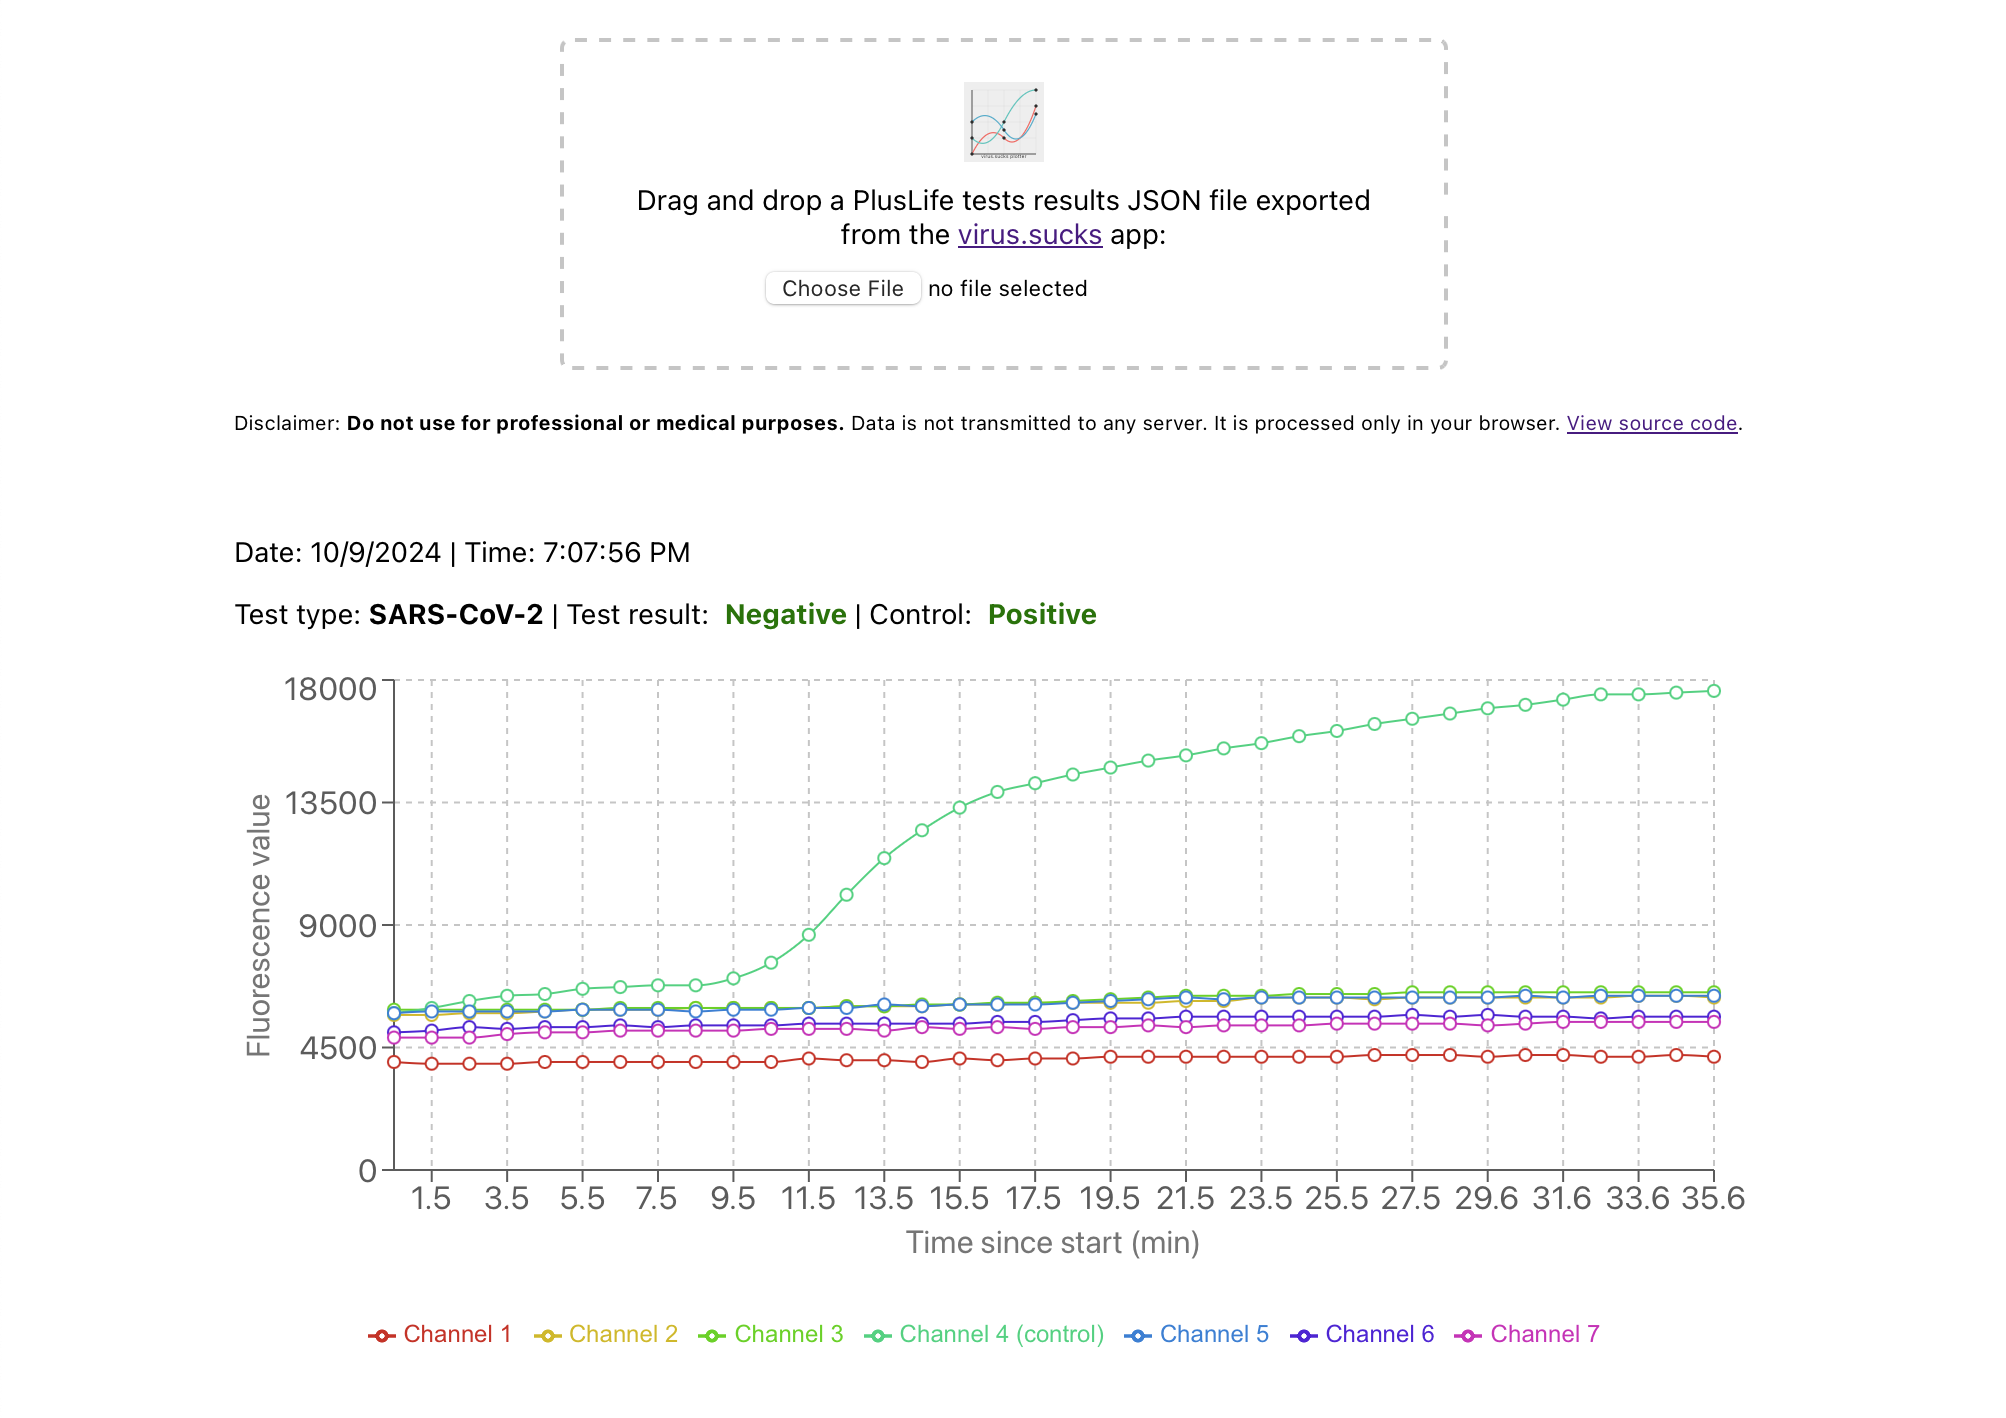 virus.sucks plotter
Drag and drop a PlusLife tests results JSON file exported
from the virus.sucks app:
Choose File no file selected
Disclaimer: Do not use for professional or medical purposes. Data is not transmitted to any server. It is processed only in your browser. View source code.
Date: 10/9/2024 | Time: 7:07:56 PM
Test type: SARS-CoV-2 | Test result: Negative | Control: Positive
Fluorescence value
18000
13500
9000
4500
0
1.5 3.5 5.5 7.5 9.5 11.5 13.5 15.5 17.5 19.5 21.5 23.5 25.5 27.5 29.6 31.6 33.6 35.6
Time since start (min)
Channel 1 Channel 2 Channel 3 Channel 4 (control) Channel 5 Channel 6 Channel 7